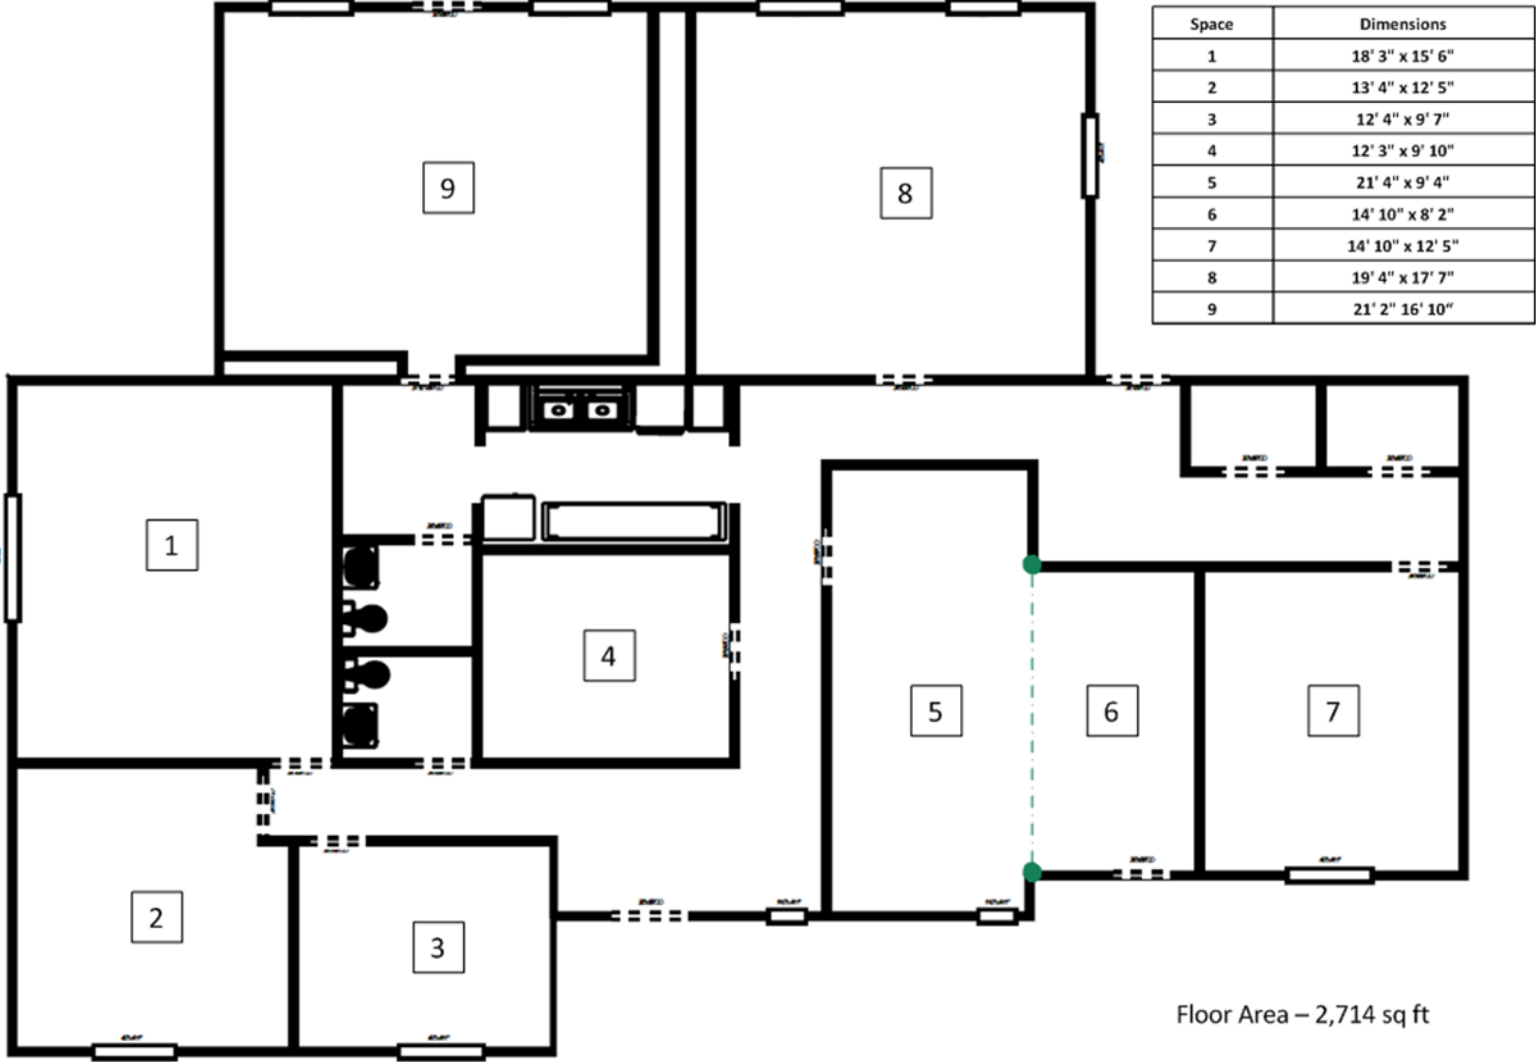 Space Dimensions
1 18' 3" x 15' 6"
2 13' 4" x 12' 5"
3 12' 4" x 9' 7"
4 12' 3" x 9' 10"
5 21' 4" x 9' 4"
6 14' 10" x 8' 2"
7 14' 10" x 12' 5"
8 19' 4" x 17' 7"
9 21' 2" 16' 10“
9
8
1
4
5
6
7
2
3
Floor Area – 2,714 sq ft